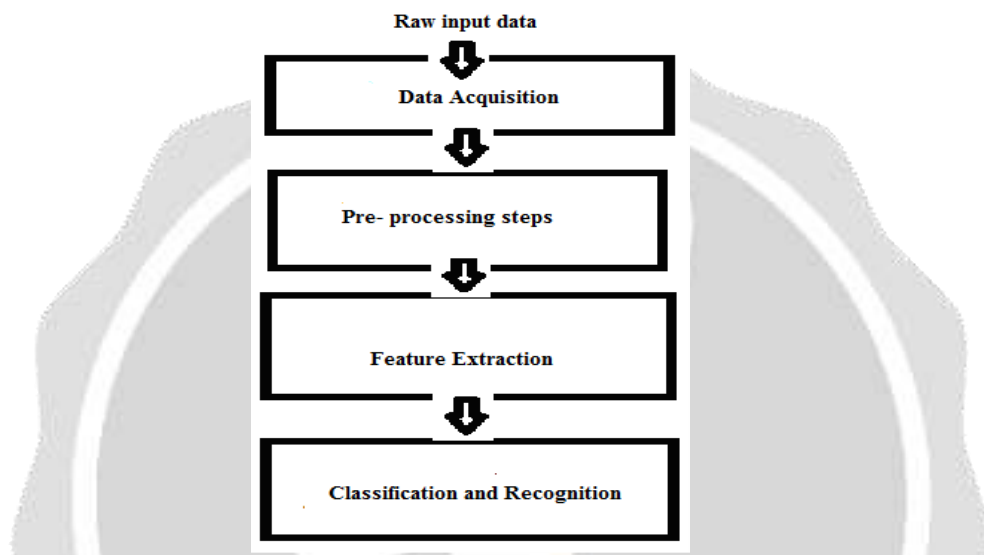 Raw input data
Data Acquisition
Pre- processing steps
Feature Extraction
Classification and Recognition